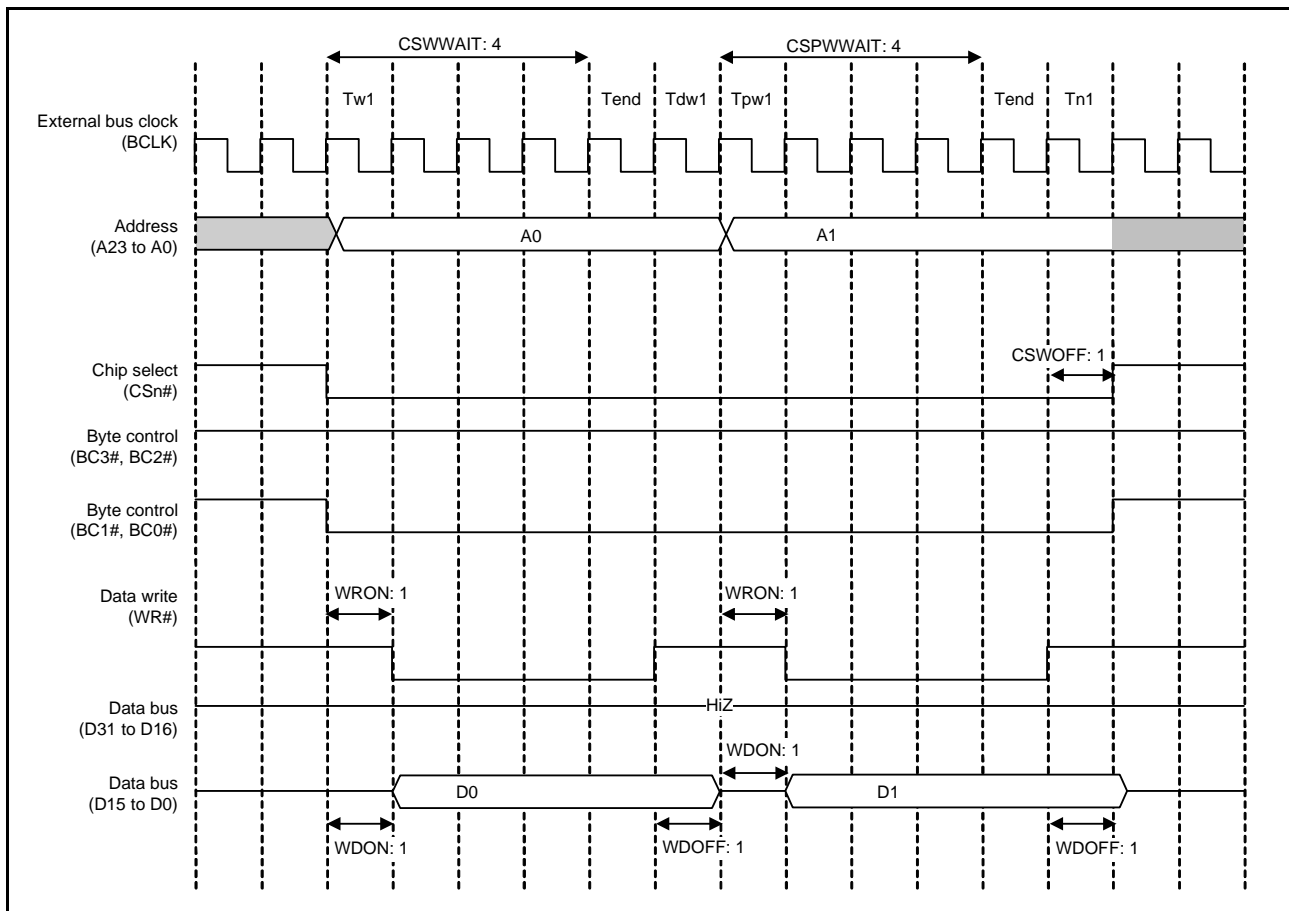 CSWWAIT: 4
CSPWWAIT: 4
Tw1
Tend
Tdw1
Tpw1
Tend
Tn1
External bus clock
(BCLK)
Address
(A23 to A0)
A0
A1
CSWOFF: 1
Chip select
(CSn#)
Byte control
(BC3#, BC2#)
Byte control
(BC1#, BC0#)
Data write
(WR#)
WRON: 1
WRON: 1
Data bus
(D31 to D16)
HiZ
WDON: 1
Data bus
(D15 to D0)
D0
D1
WDON: 1
WDOFF: 1
WDOFF: 1